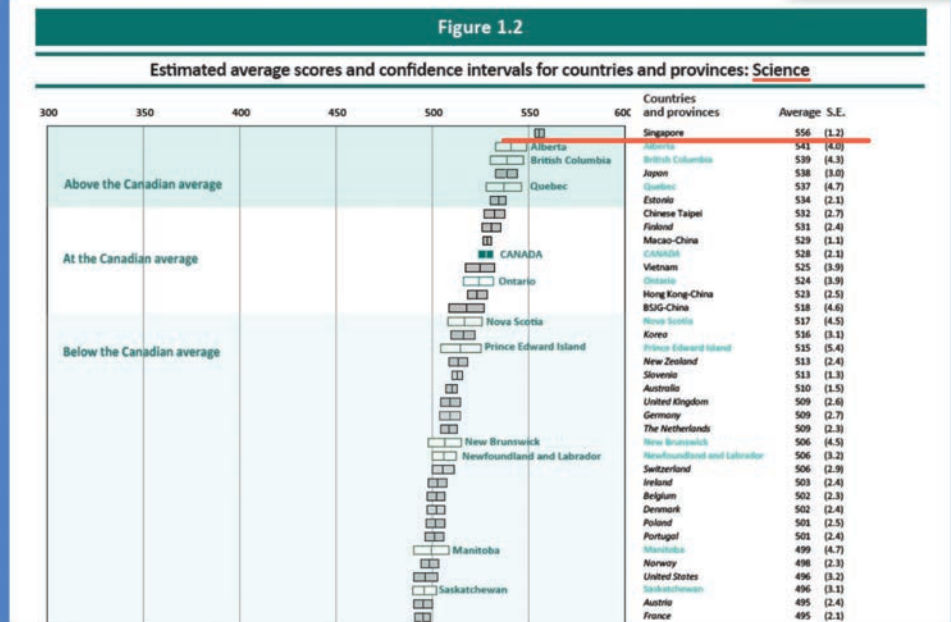 Figure 1.2
Estimated average scores and confidence intervals for countries and provinces: Science
300 350 400 450 500 550 600
Countries
and provinces Average S.E.
Singapore 556 (1.2)
Alberta Alberta 541 (4.0)
British Columbia British Columbia 539 (4.3)
Japan 538 (3.0)
Above the Canadian average Quebec Quebec 537 (4.7)
Estonia 534 (2.1)
Chinese Taipei 532 (2.7)
Finland 531 (2.4)
Macao-China 529 (1.1)
At the Canadian average CANADA CANADA 528 (2.1)
Vietnam 525 (3.9)
Ontario Ontario 524 (3.9)
Hong Kong-China 523 (2.5)
BSJG-China 518 (4.6)
Nova Scotia Nova Scotia 517 (4.5)
Korea 516 (3.1)
Below the Canadian average Prince Edward Island Prince Edward Island 515 (5.4)
New Zealand 513 (2.4)
Slovenia 513 (1.3)
Australia 510 (1.5)
United Kingdom 509 (2.6)
Germany 509 (2.7)
The Netherlands 509 (2.3)
New Brunswick New Brunswick 506 (4.5)
Newfoundland and Labrador Newfoundland and Labrador 506 (3.2)
Switzerland 506 (2.9)
Ireland 503 (2.4)
Belgium 502 (2.3)
Denmark 502 (2.4)
Poland 501 (2.5)
Portugal 501 (2.4)
Manitoba Manitoba 499 (4.7)
Norway 498 (2.3)
United States 496 (3.2)
Saskatchewan Saskatchewan 496 (3.1)
Austria 495 (2.4)
France 495 (2.1)